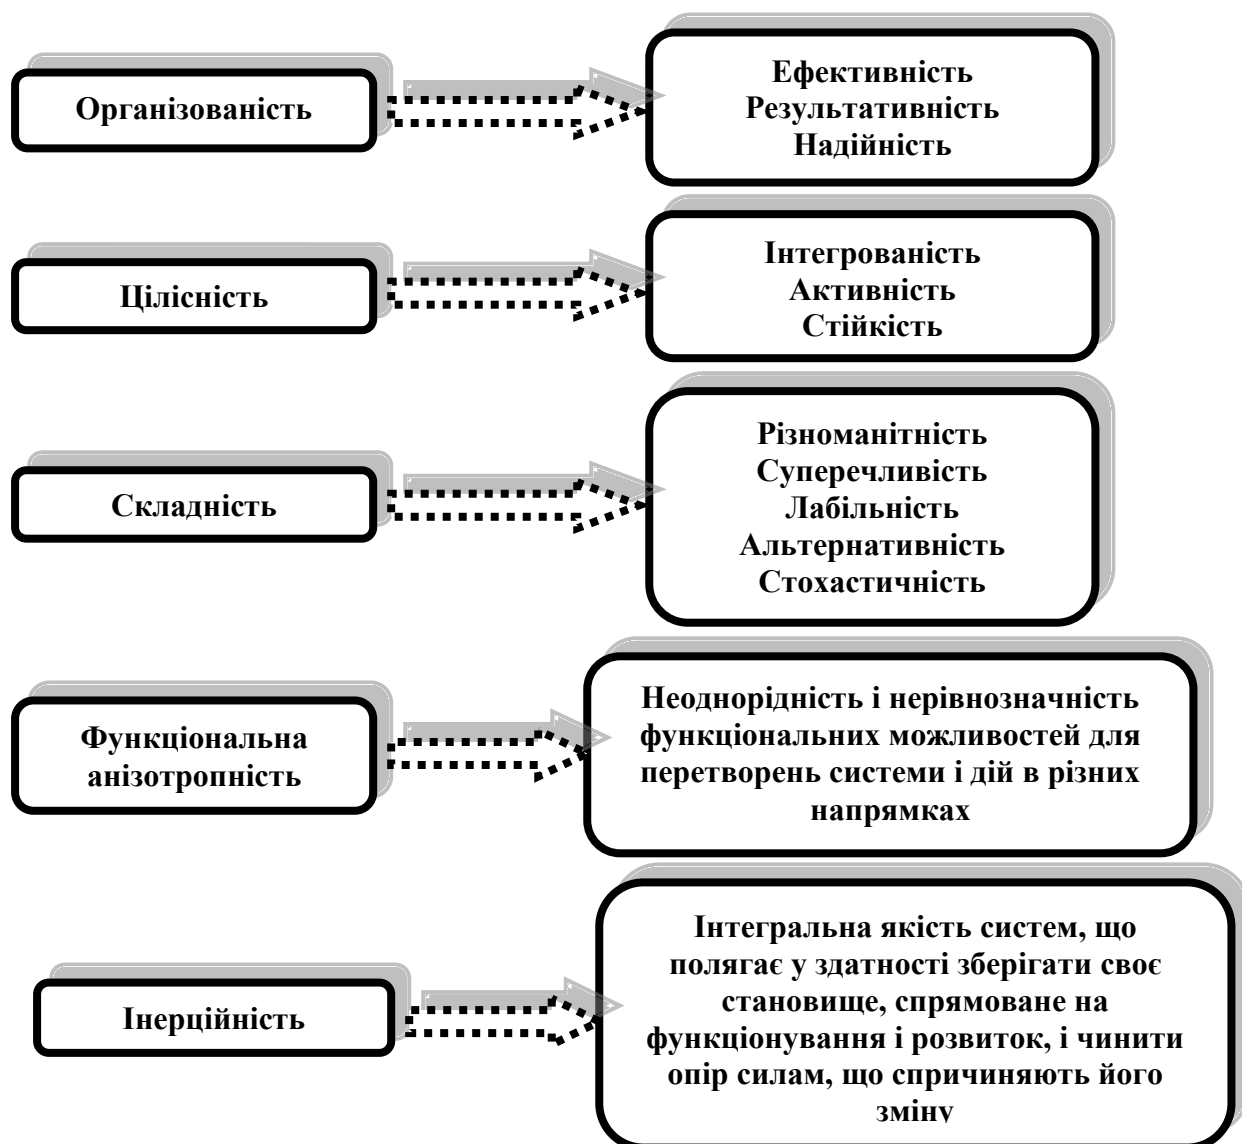 Організованість
Ефективність
Результативність
Надійність
Цілісність
Інтегрованість
Активність
Стійкість
Складність
Різноманітність
Суперечливість
Лабільність
Альтернативність
Стохастичність
Функціональна
анізотропність
Неоднорідність і нерівнозначність
функціональних можливостей для
перетворень системи і дій в різних
напрямках
Інерційність
Інтегральна якість систем, що
полягає у здатності зберігати своє
становище, спрямоване на
функціонування і розвиток, і чинити
опір силам, що спричиняють його
зміну